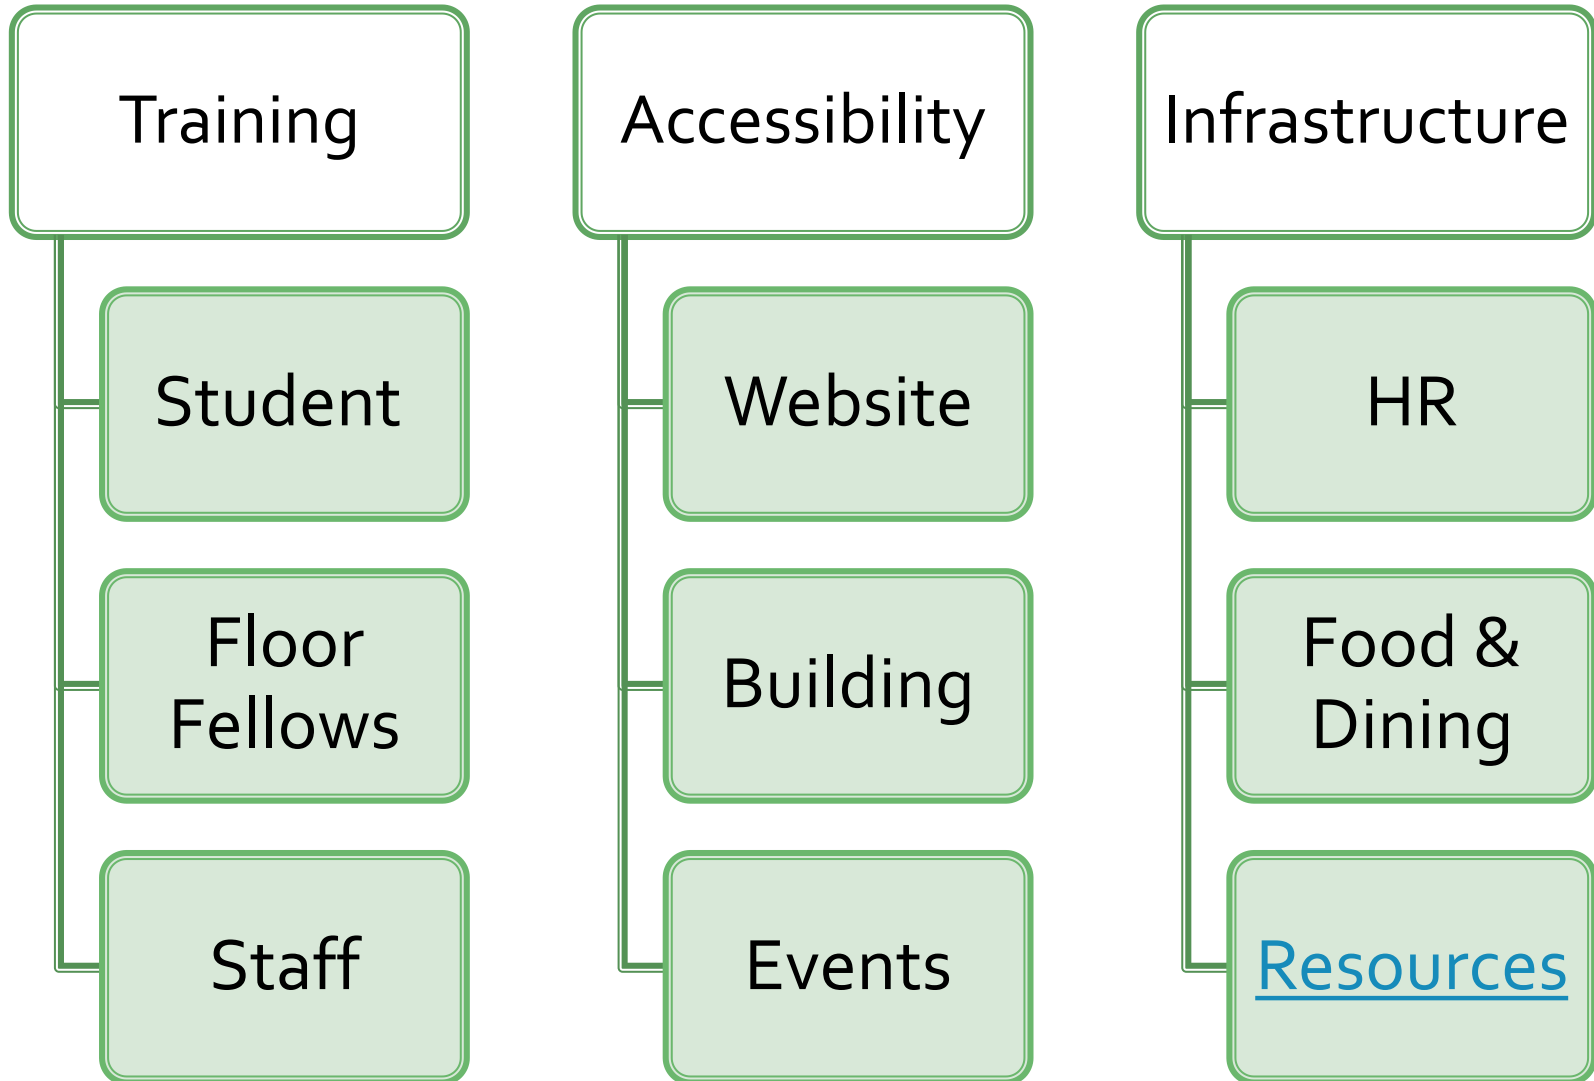 Training
Student
Floor
Fellows
Staff
Accessibility
Website
Building
Events
Infrastructure
HR
Food &
Dining
Resources